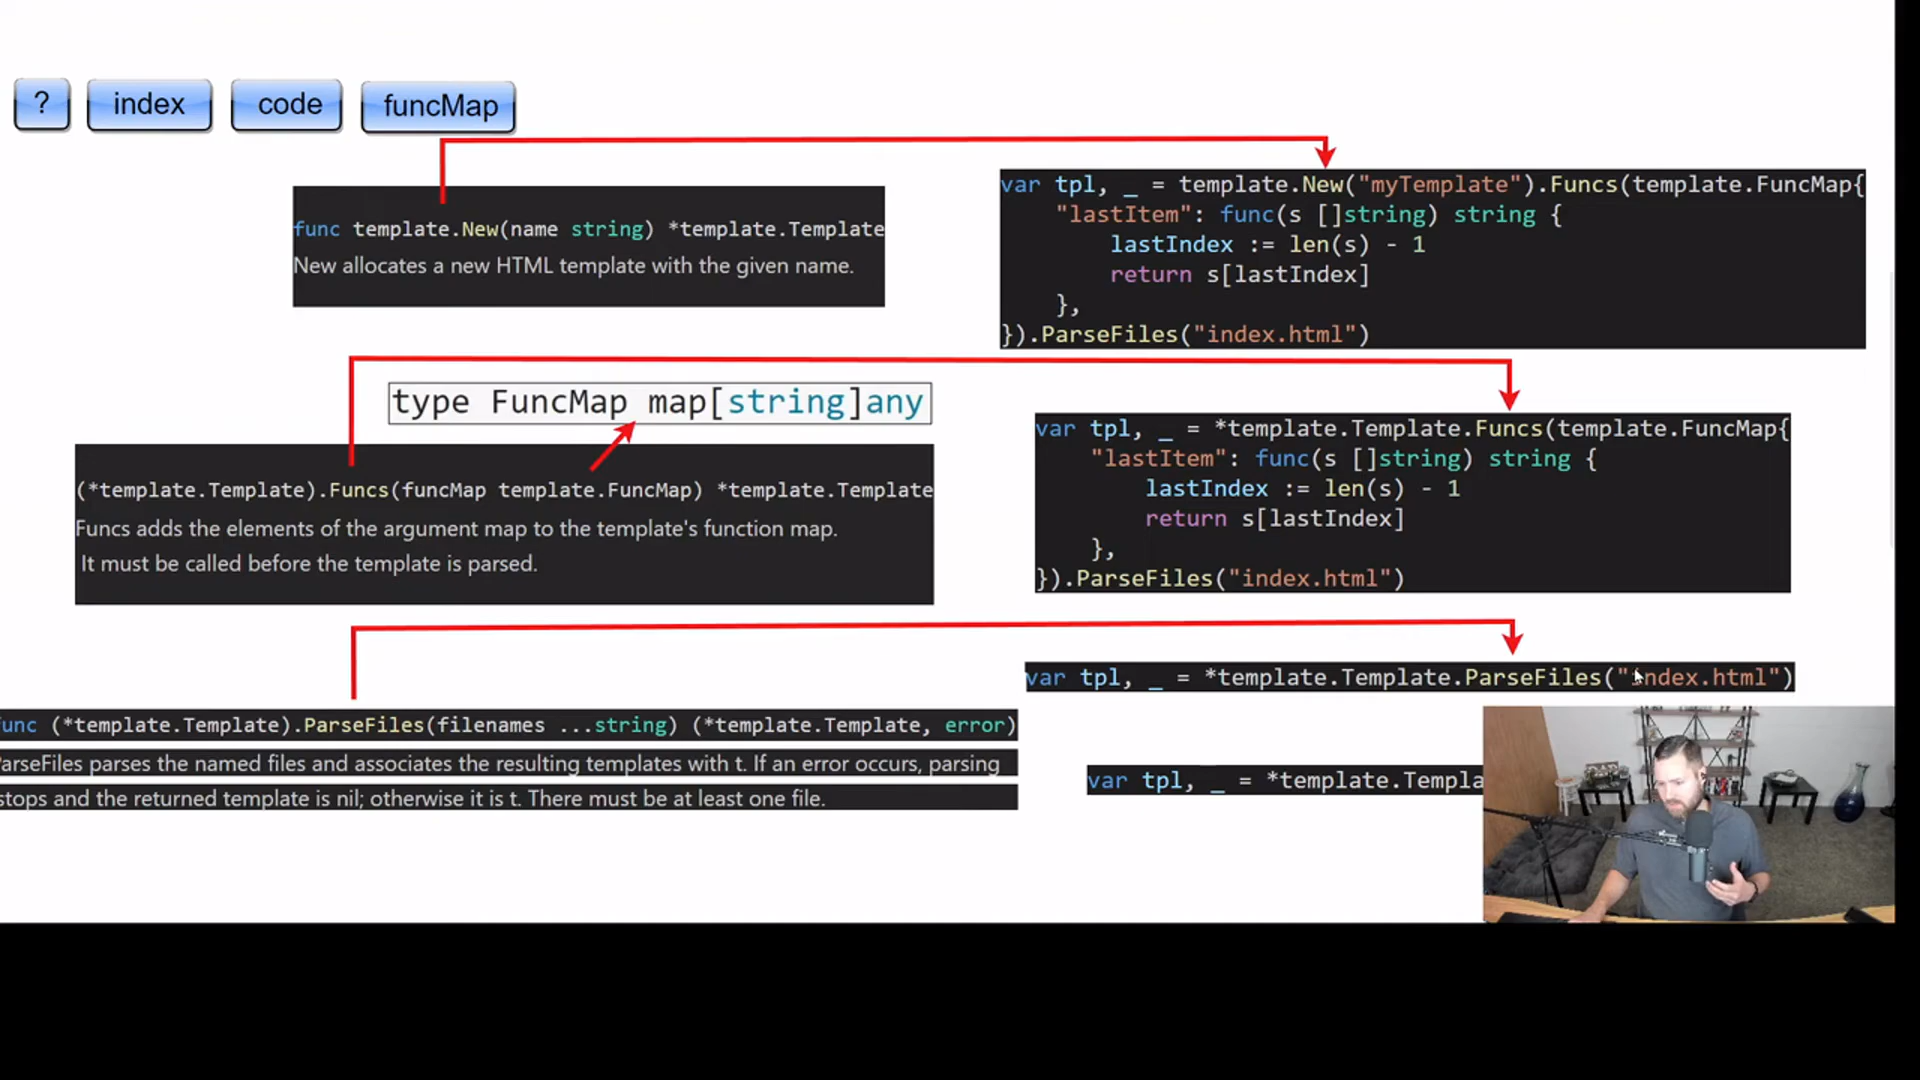 ? index code funcMap
func template.New(name string) *template.Template
New allocates a new HTML template with the given name.
var tpl, _ = template.New("myTemplate").Funcs(template.FuncMap{
"lastItem": func(s []string) string {
lastIndex := len(s) - 1
return s[lastIndex]
},
}).ParseFiles("index.html")
type FuncMap map[string]any
(*template.Template).Funcs(funcMap template.FuncMap) *template.Template
Funcs adds the elements of the argument map to the template's function map.
It must be called before the template is parsed.
var tpl, _ = *template.Template.Funcs(template.FuncMap{
"lastItem": func(s []string) string {
lastIndex := len(s) - 1
return s[lastIndex]
},
}).ParseFiles("index.html")
var tpl, _ = *template.Template.ParseFiles("index.html")
unc (*template.Template).ParseFiles(filenames ...string) (*template.Template, error)
arseFiles parses the named files and associates the resulting templates with t. If an error occurs, parsing
stops and the returned template is nil; otherwise it is t. There must be at least one file.
var tpl, _ = *template.Templa